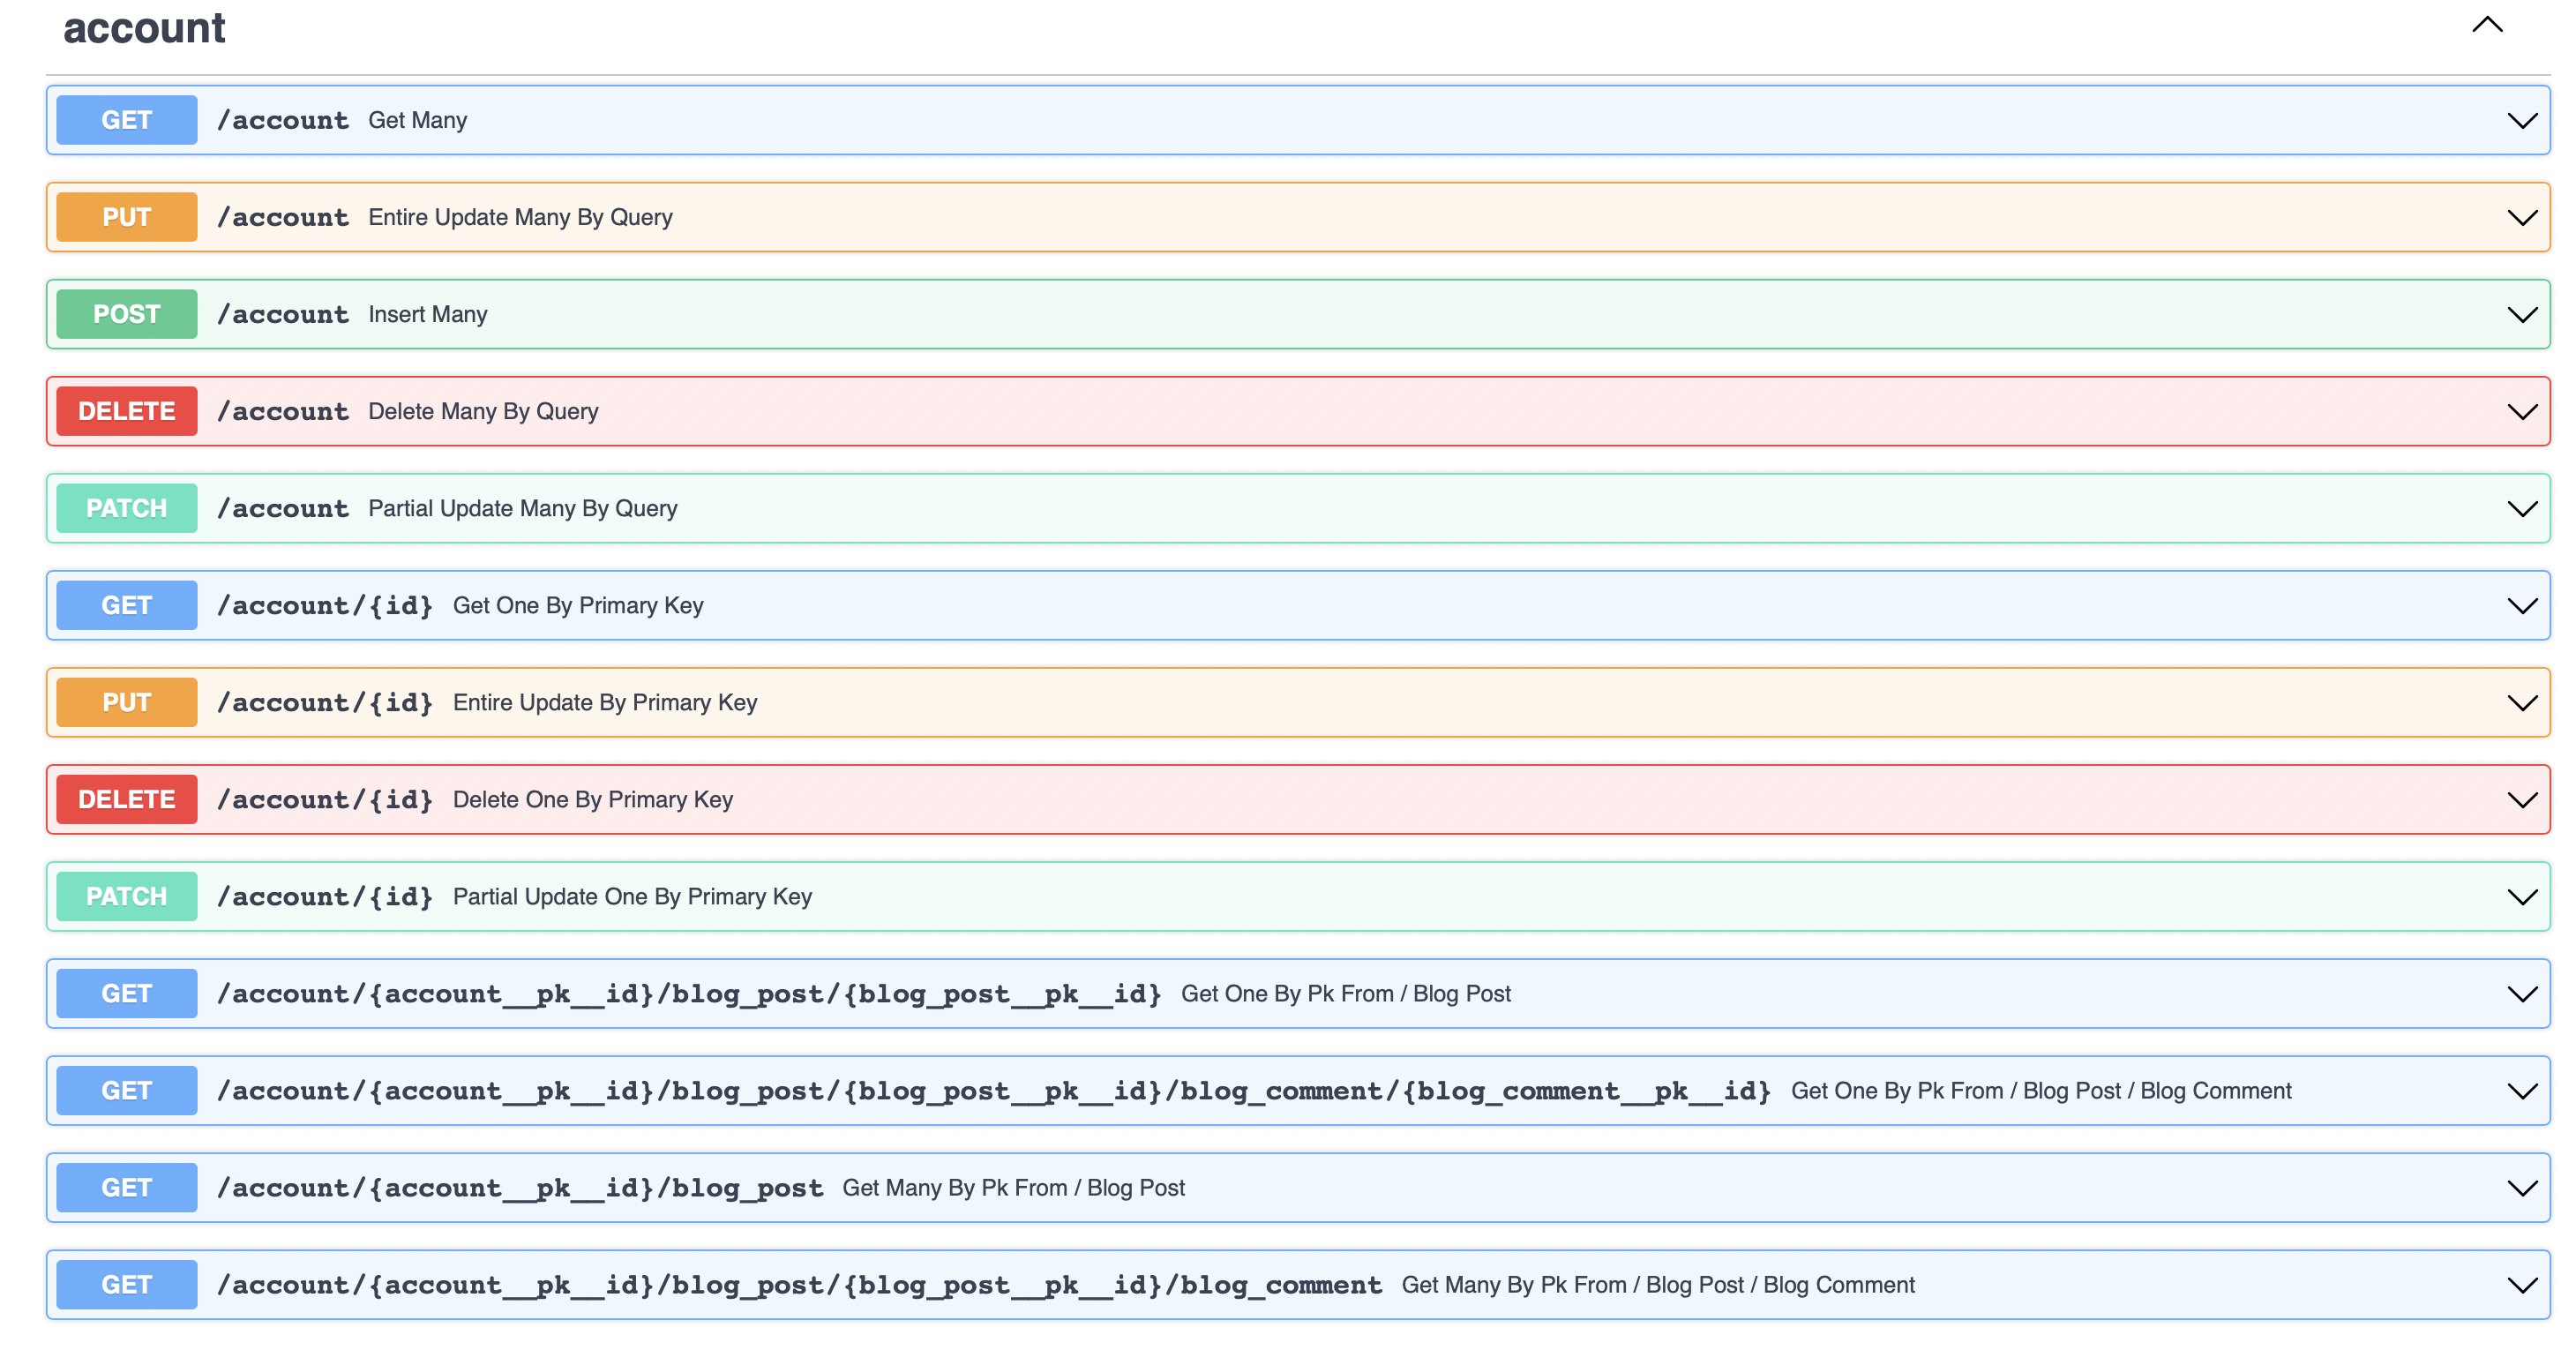 account
GET /account Get Many
PUT /account Entire Update Many By Query
POST /account Insert Many
DELETE /account Delete Many By Query
PATCH /account Partial Update Many By Query
GET /account/{id} Get One By Primary Key
PUT /account/{id} Entire Update By Primary Key
DELETE /account/{id} Delete One By Primary Key
PATCH /account/{id} Partial Update One By Primary Key
GET /account/{account__pk__id}/blog_post/{blog_post__pk__id} Get One By Pk From / Blog Post
GET /account/{account__pk__id}/blog_post/{blog_post__pk__id}/blog_comment/{blog_comment__pk__id} Get One By Pk From / Blog Post / Blog Comment
GET /account/{account__pk__id}/blog_post Get Many By Pk From / Blog Post
GET /account/{account__pk__id}/blog_post/{blog_post__pk__id}/blog_comment Get Many By Pk From / Blog Post / Blog Comment